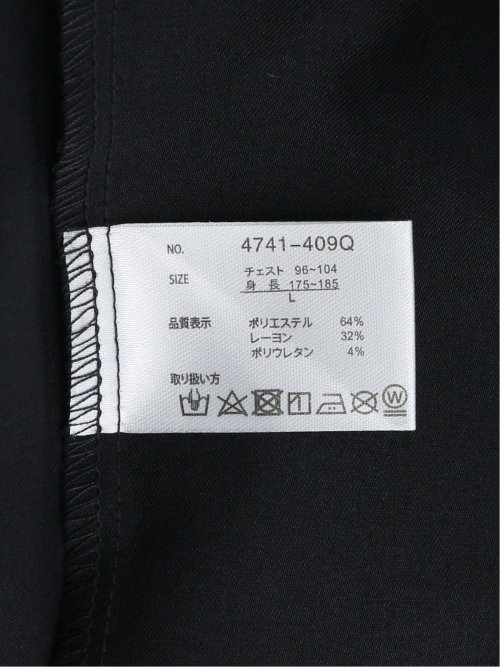 NO. 4741-409Q
SIZE チェスト 96~104
身 長 175~185
L
品質表示 ポリエステル 64%
レーヨン 32%
ポリウレタン 4%
取り扱い方
W